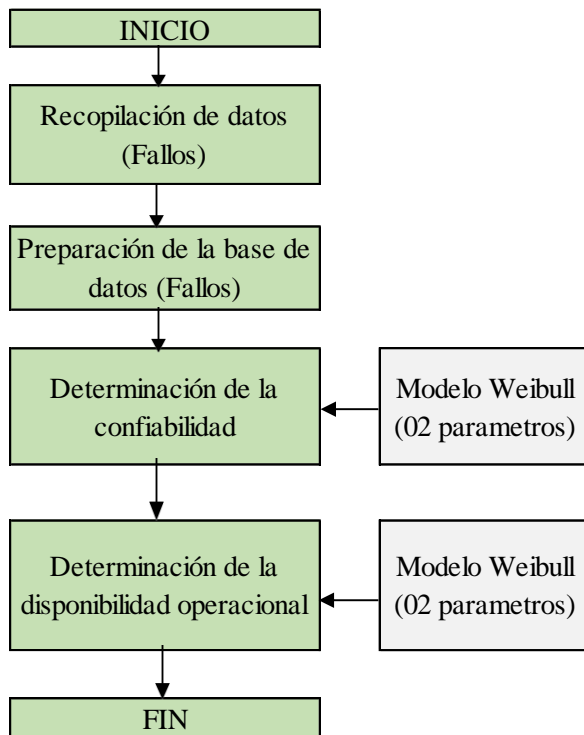 INICIO
Recopilación de datos
(Fallos)
Preparación de la base de
datos (Fallos)
Determinación de la
confiabilidad
Modelo Weibull
(02 parametros)
Determinación de la
disponibilidad operacional
Modelo Weibull
(02 parametros)
FIN